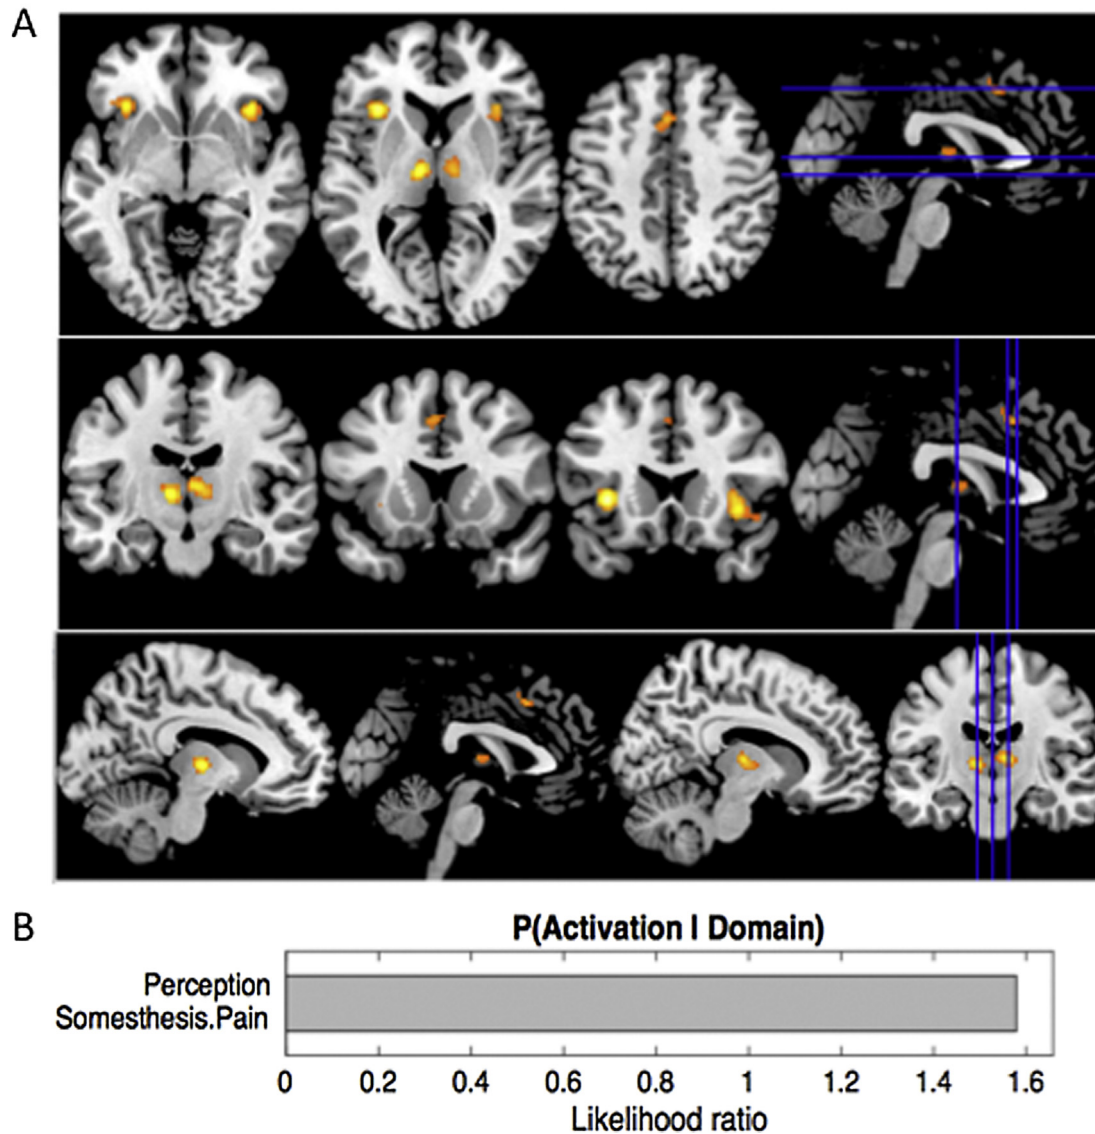 A
B
P(Activation I Domain)
Perception
Somesthesis.Pain
0 0.2 0.4 0.6 0.8 1 1.2 1.4 1.6
Likelihood ratio